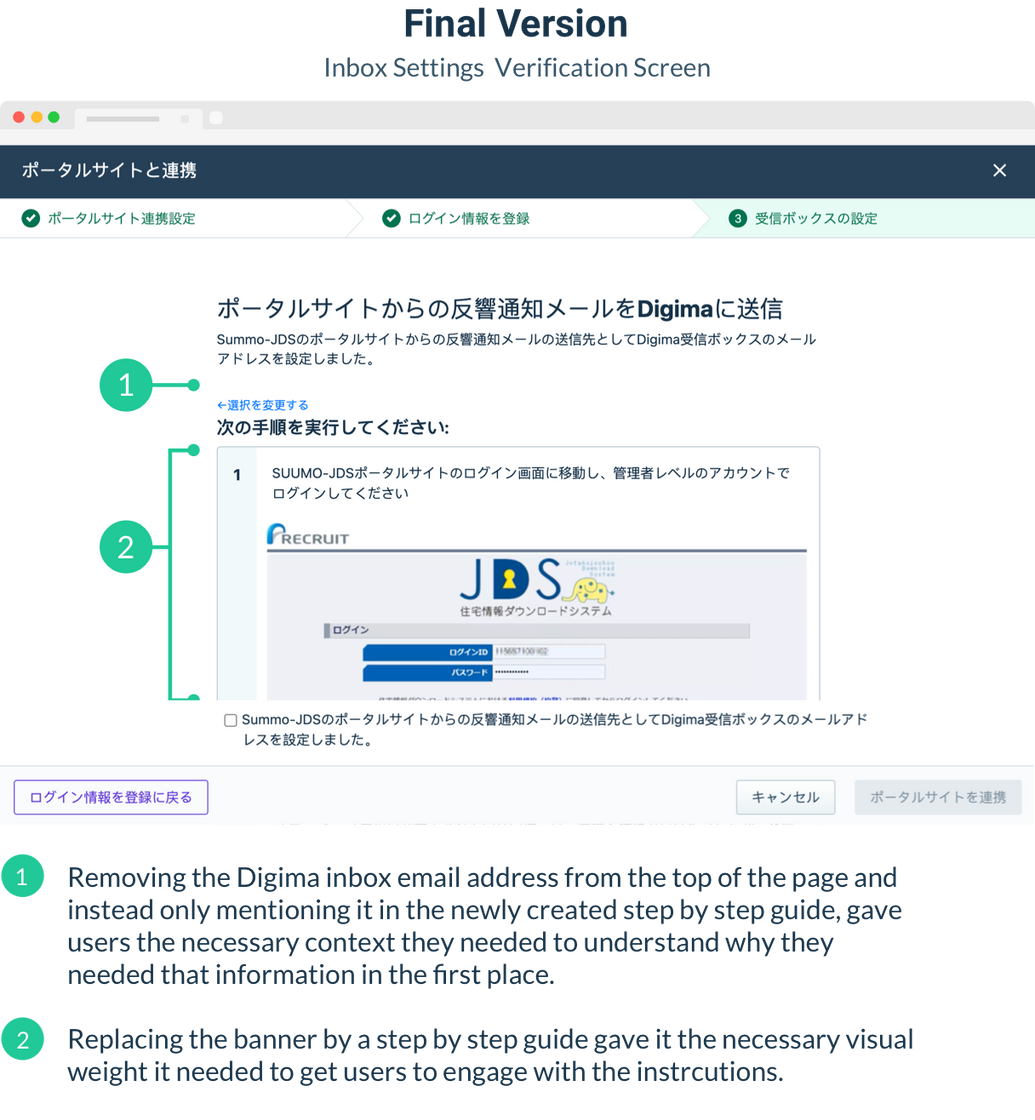 Final Version
Inbox Settings Verification Screen
ポータルサイトと連携
ポータルサイト連携設定
ログイン情報を登録
3 受信ボックスの設定
ポータルサイトからの反響通知メールをDigimaに送信
Summo-JDSのポータルサイトからの反響通知メールの送信先としてDigima受信ボックスのメール
アドレスを設定しました。
1
←選択を変更する
次の手順を実行してください:
1 SUUMO-JDSポータルサイトのログイン画面に移動し、管理者レベルのアカウントで
ログインしてください
2
RECRUIT
JDS
住宅情報ダウンロードシステム
ログイン
ログインID
パスワード
Summo-JDSのポータルサイトからの反響通知メールの送信先としてDigima受信ボックスのメールアド
レスを設定しました。
ログイン情報を登録に戻る
キャンセル
ポータルサイトを連携
1 Removing the Digima inbox email address from the top of the page and
instead only mentioning it in the newly created step by step guide, gave
users the necessary context they needed to understand why they
needed that information in the first place.
2 Replacing the banner by a step by step guide gave it the necessary visual
weight it needed to get users to engage with the instrcutions.